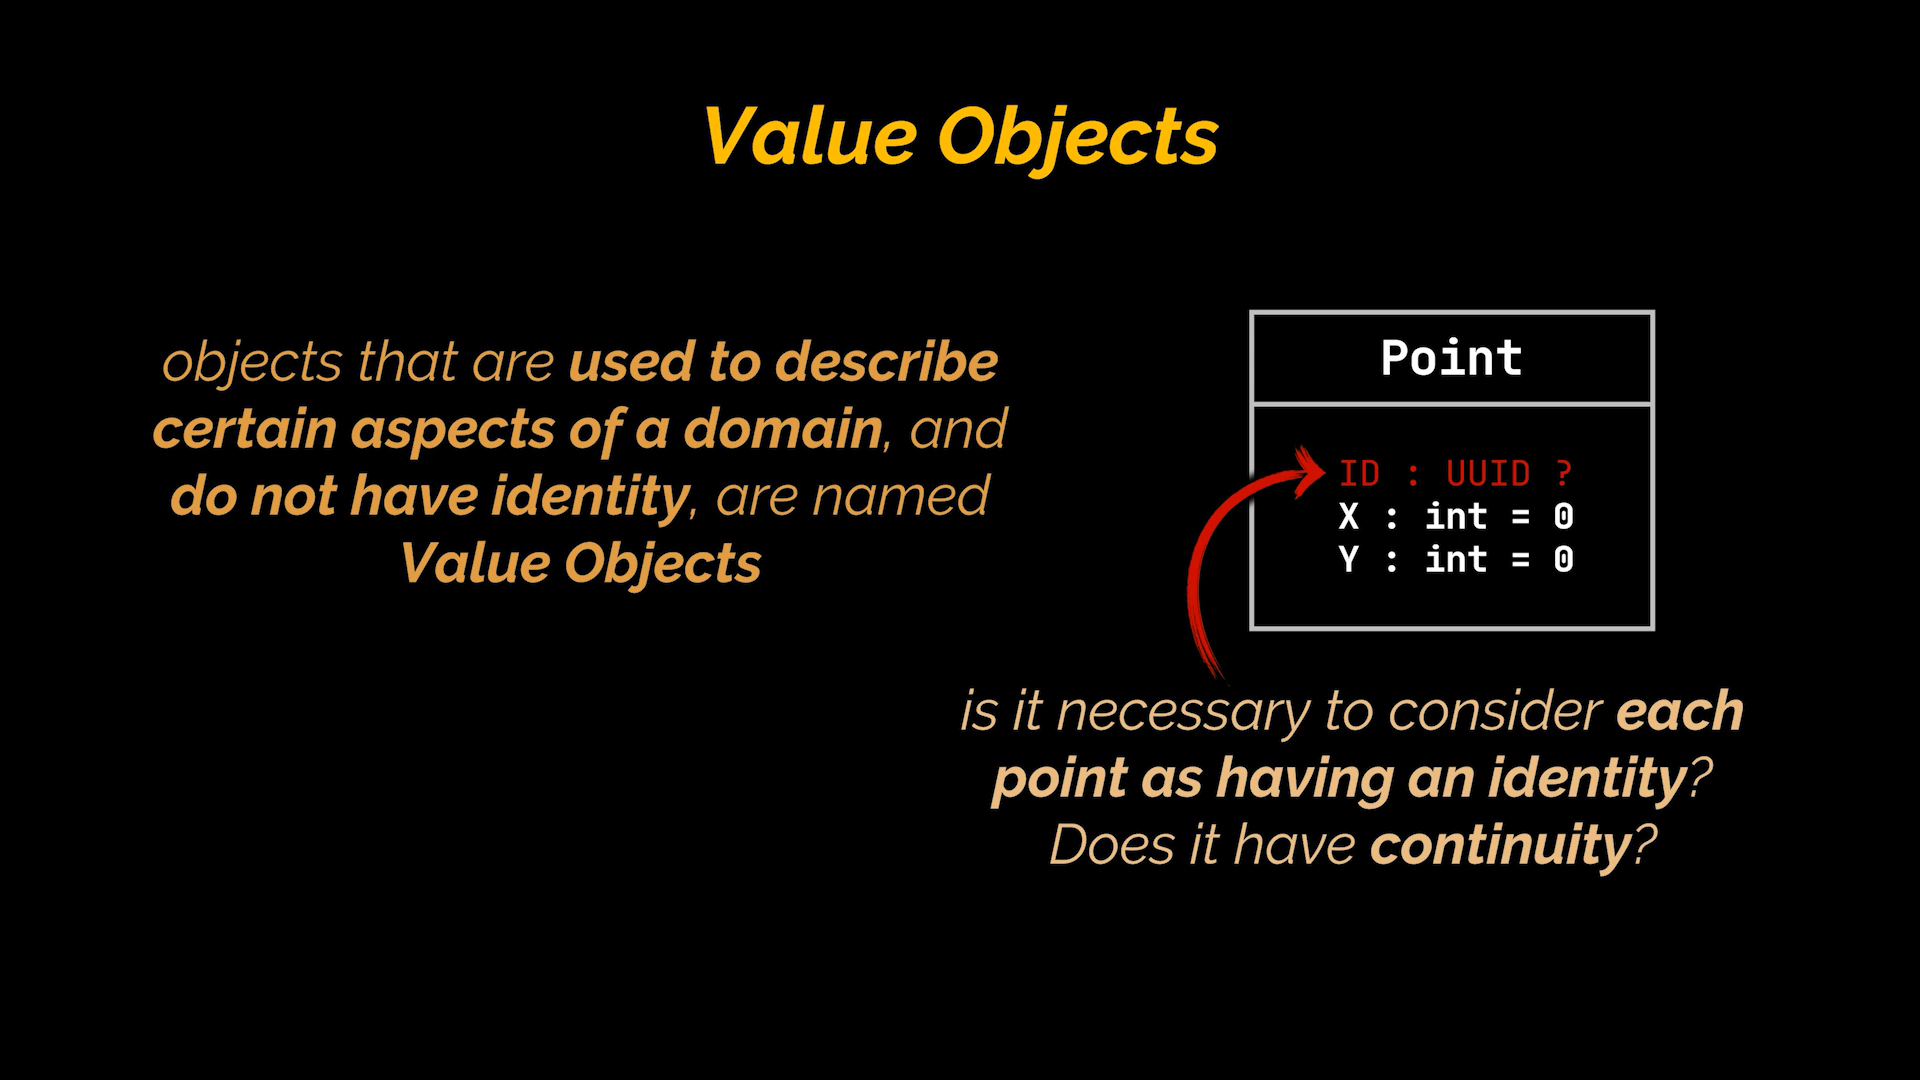 Value Objects
objects that are used to describe
certain aspects of a domain, and
do not have identity, are named
Value Objects
Point
ID : UUID ?
X : int = 0
Y : int = 0
is it necessary to consider each
point as having an identity?
Does it have continuity?